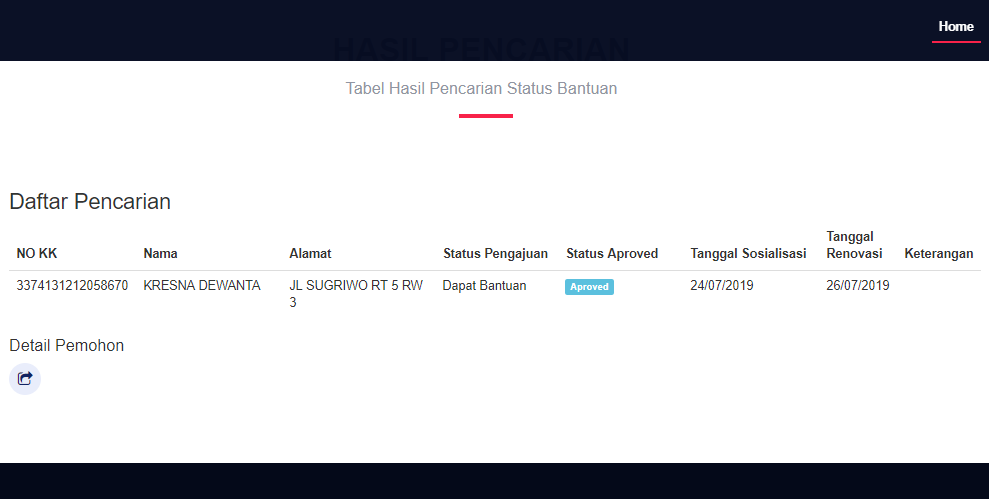 Home
HASIL PENCARIAN
Tabel Hasil Pencarian Status Bantuan
Daftar Pencarian
NO KK Nama Alamat Status Pengajuan Status Aproved Tanggal Sosialisasi Tanggal Renovasi Keterangan
3374131212058670 KRESNA DEWANTA JL SUGRIWO RT 5 RW 3 Dapat Bantuan Aproved 24/07/2019 26/07/2019
Detail Pemohon